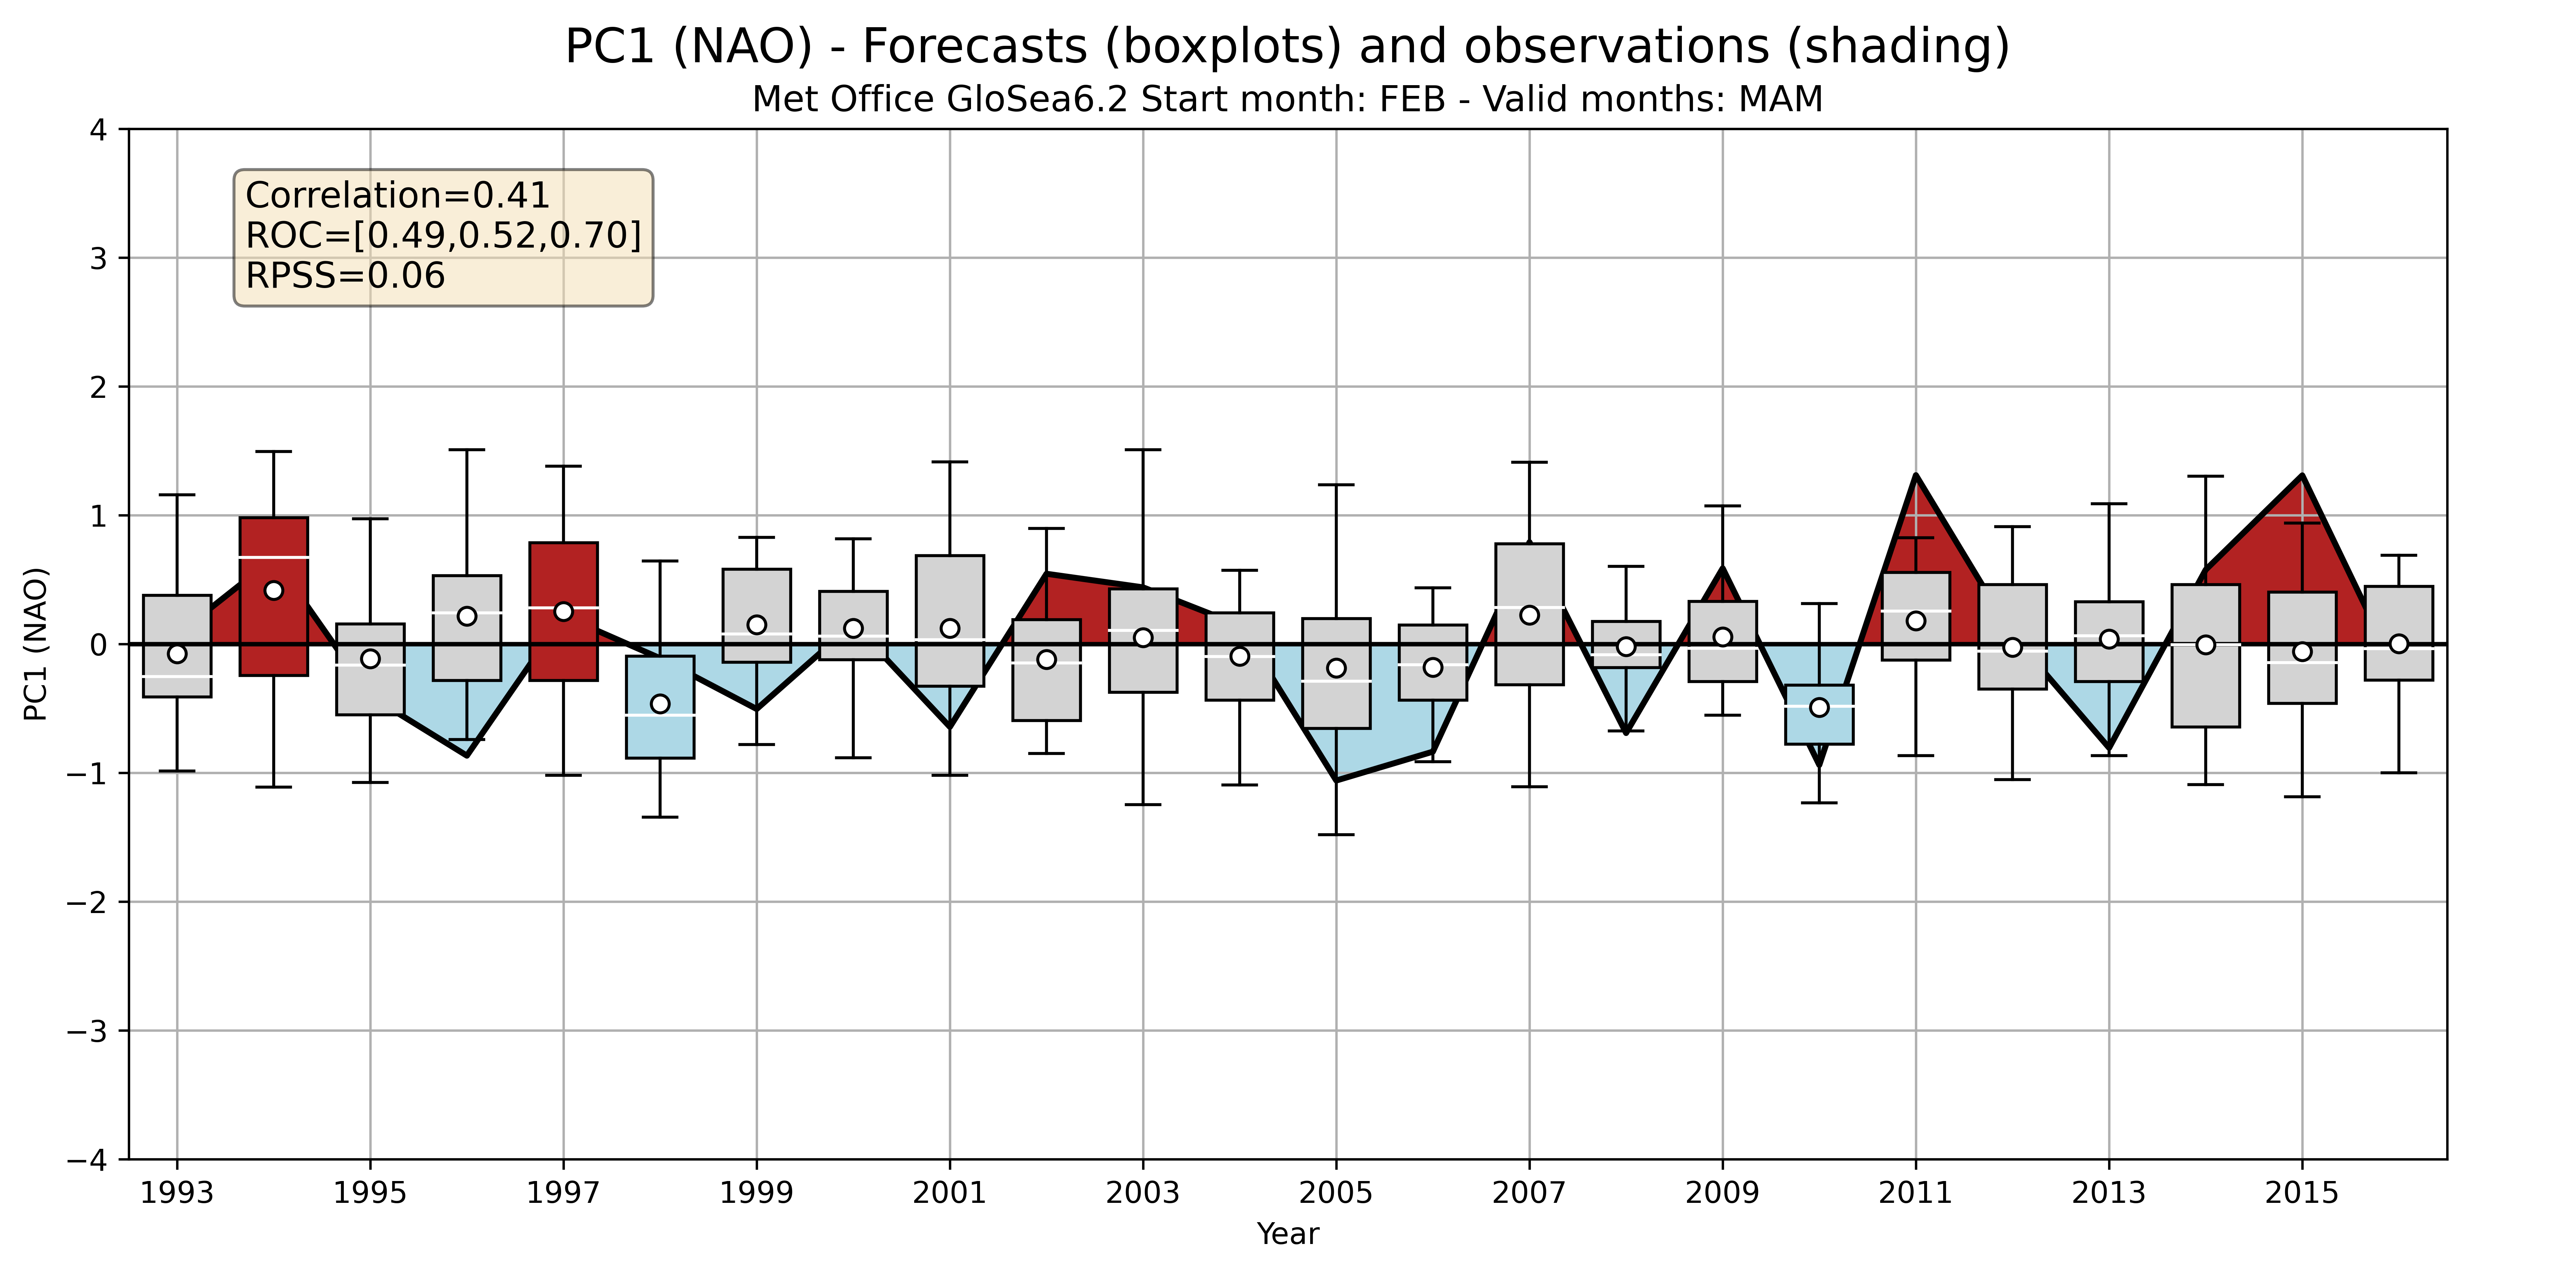 PC1 (NAO) - Forecasts (boxplots) and observations (shading)
Met Office GloSea6.2 Start month: FEB - Valid months: MAM
Correlation=0.41
ROC=[0.49,0.52,0.70]
RPSS=0.06
PC1 (NAO)
4
3
2
1
0
−1
−2
−3
−4
1993 1995 1997 1999 2001 2003 2005 2007 2009 2011 2013 2015
Year